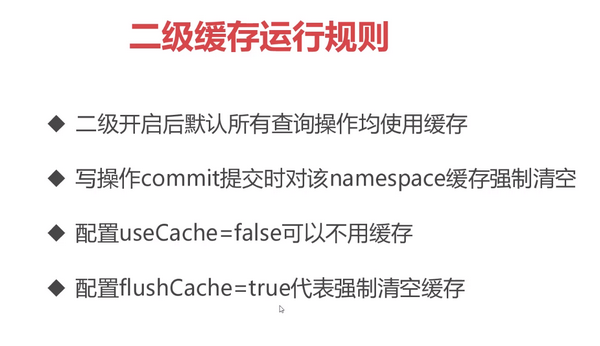 二级缓存运行规则
◆ 二级开启后默认所有查询操作均使用缓存
◆ 写操作commit提交时对该namespace缓存强制清空
◆ 配置useCache=false可以不用缓存
◆ 配置flushCache=true代表强制清空缓存